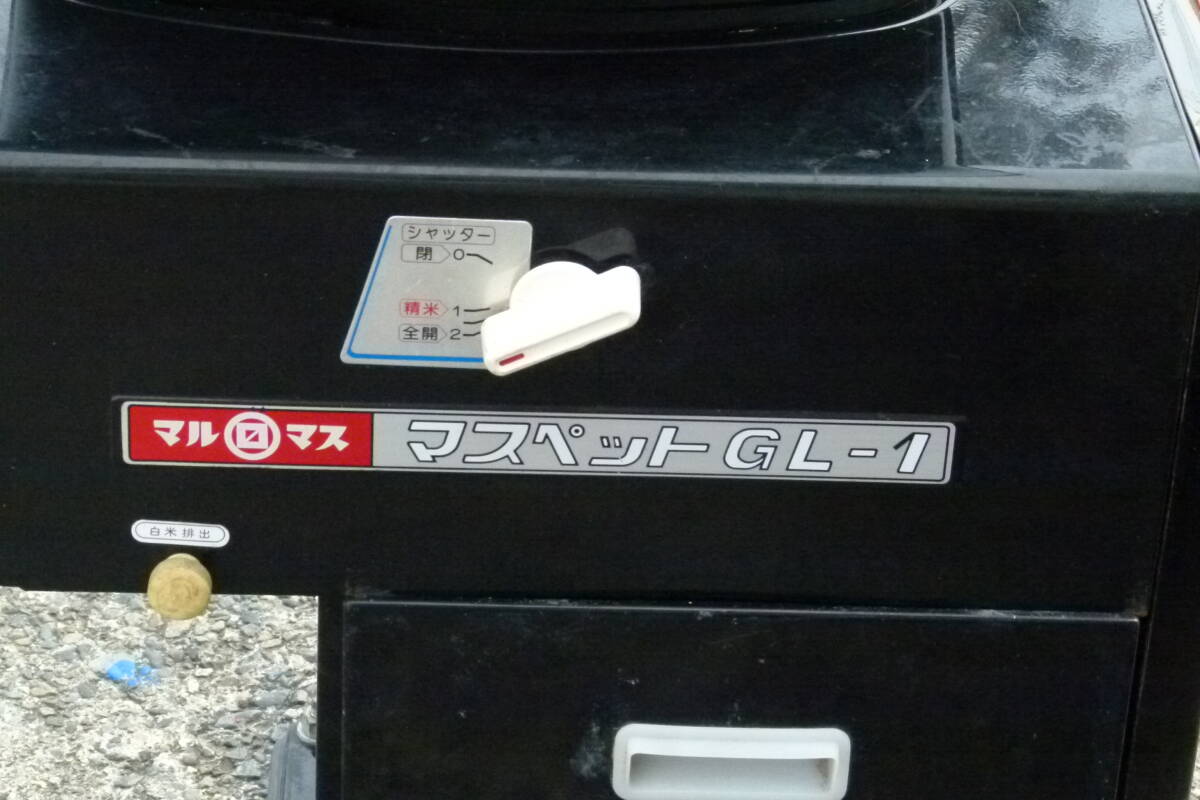 シャッター
閉 0
精米 1
全開 2
マル マス マスペット GL-1
白米排出